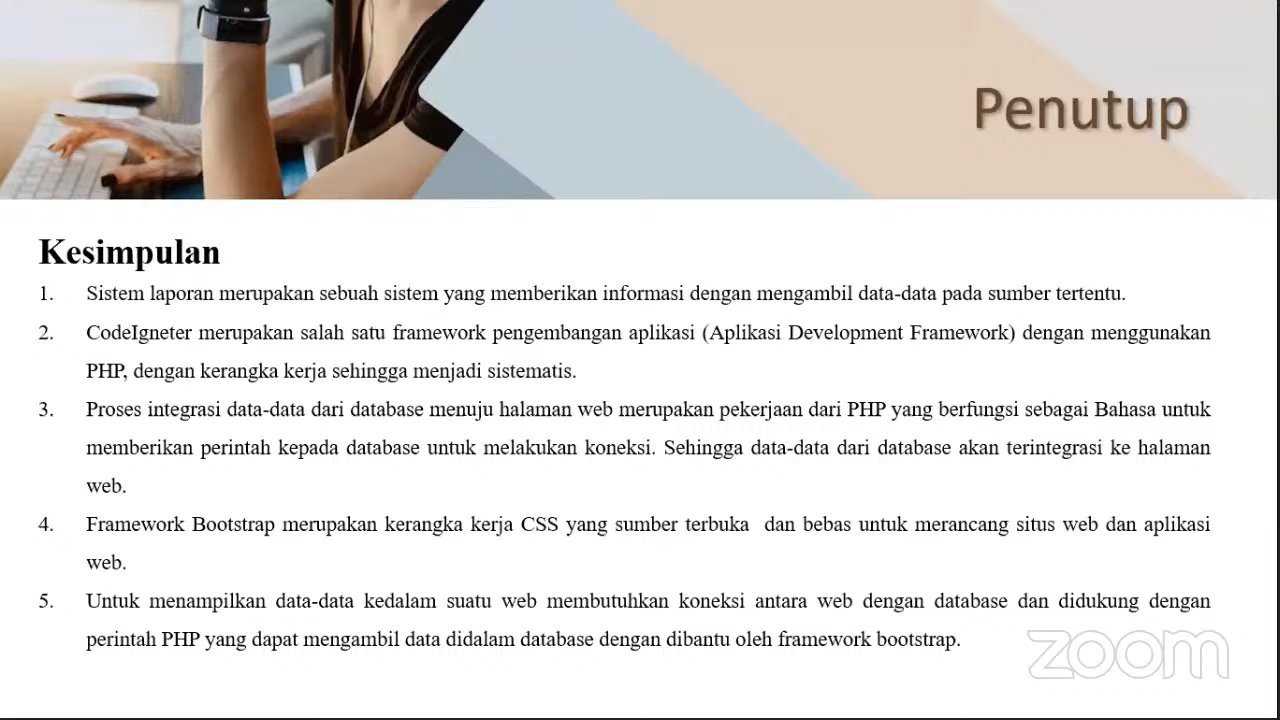 Penutup
Kesimpulan
1. Sistem laporan merupakan sebuah sistem yang memberikan informasi dengan mengambil data-data pada sumber tertentu.
2. CodeIgneter merupakan salah satu framework pengembangan aplikasi (Aplikasi Development Framework) dengan menggunakan
PHP, dengan kerangka kerja sehingga menjadi sistematis.
3. Proses integrasi data-data dari database menuju halaman web merupakan pekerjaan dari PHP yang berfungsi sebagai Bahasa untuk
memberikan perintah kepada database untuk melakukan koneksi. Sehingga data-data dari database akan terintegrasi ke halaman
web.
4. Framework Bootstrap merupakan kerangka kerja CSS yang sumber terbuka  dan bebas untuk merancang situs web dan aplikasi
web.
5. Untuk menampilkan data-data kedalam suatu web membutuhkan koneksi antara web dengan database dan didukung dengan
perintah PHP yang dapat mengambil data didalam database dengan dibantu oleh framework bootstrap.
zoom